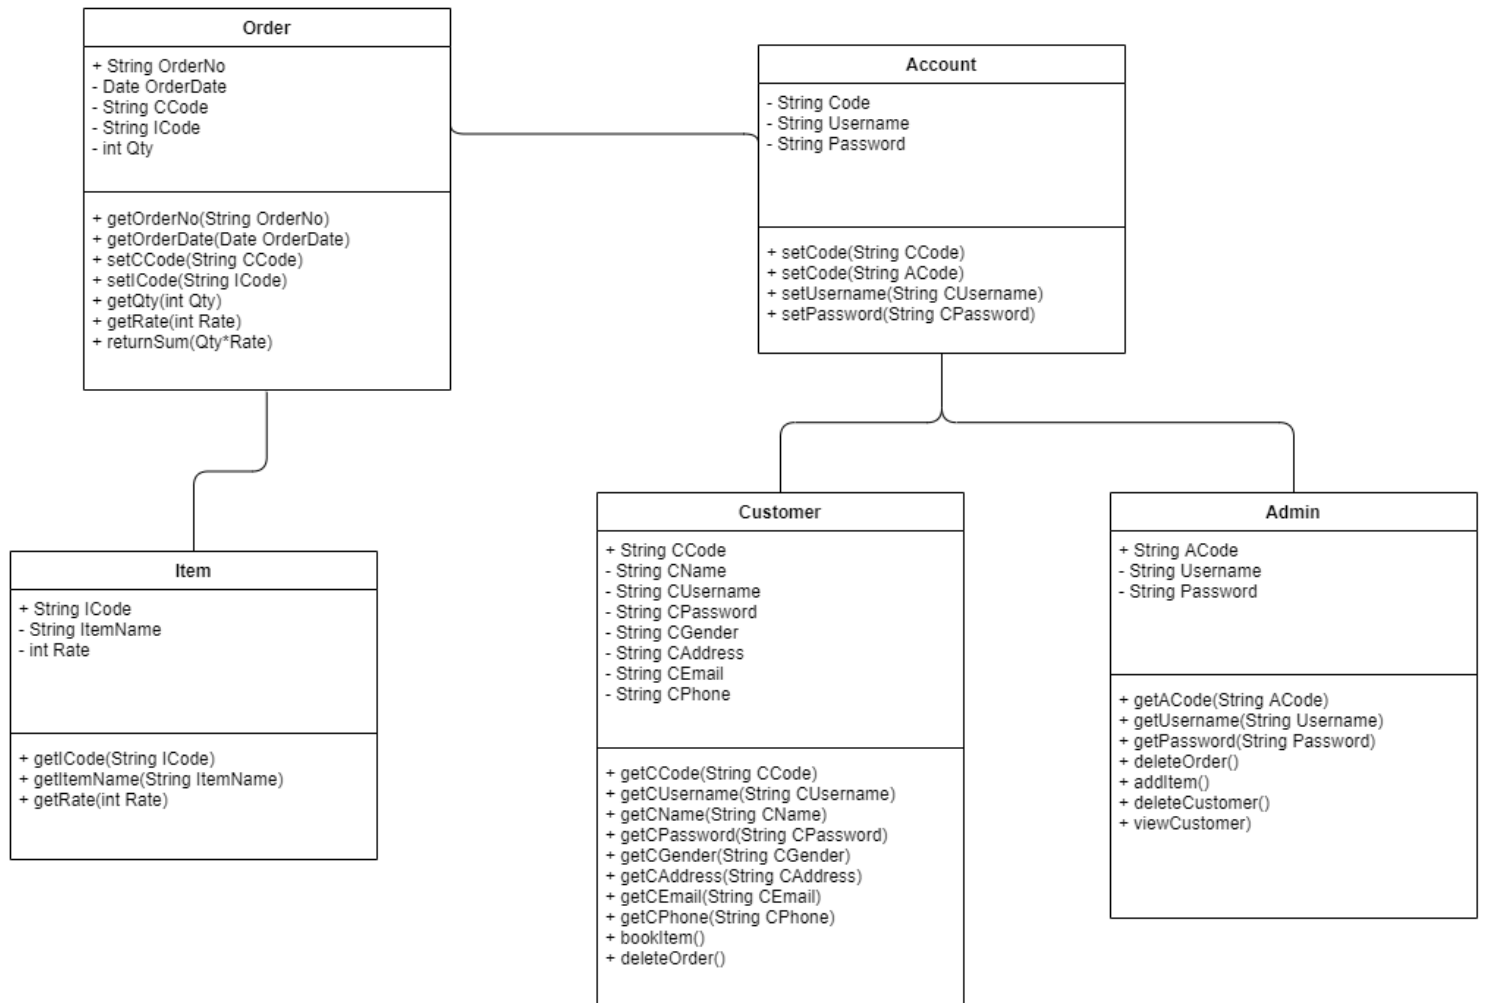 Order
+ String OrderNo
- Date OrderDate
- String CCode
- String ICode
- int Qty
+ getOrderNo(String OrderNo)
+ getOrderDate(Date OrderDate)
+ setCCode(String CCode)
+ setICode(String ICode)
+ getQty(int Qty)
+ getRate(int Rate)
+ returnSum(Qty*Rate)
Account
- String Code
- String Username
- String Password
+ setCode(String CCode)
+ setCode(String ACode)
+ setUsername(String CUsername)
+ setPassword(String CPassword)
Item
+ String ICode
- String ItemName
- int Rate
+ getICode(String ICode)
+ getItemName(String ItemName)
+ getRate(int Rate)
Customer
+ String CCode
- String CName
- String CUsername
- String CPassword
- String CGender
- String CAddress
- String CEmail
- String CPhone
+ getCCode(String CCode)
+ getCUsername(String CUsername)
+ getCName(String CName)
+ getCPassword(String CPassword)
+ getCGender(String CGender)
+ getCAddress(String CAddress)
+ getCEmail(String CEmail)
+ getCPhone(String CPhone)
+ bookItem()
+ deleteOrder()
Admin
+ String ACode
- String Username
- String Password
+ getACode(String ACode)
+ getUsername(String Username)
+ getPassword(String Password)
+ deleteOrder()
+ addItem()
+ deleteCustomer()
+ viewCustomer)